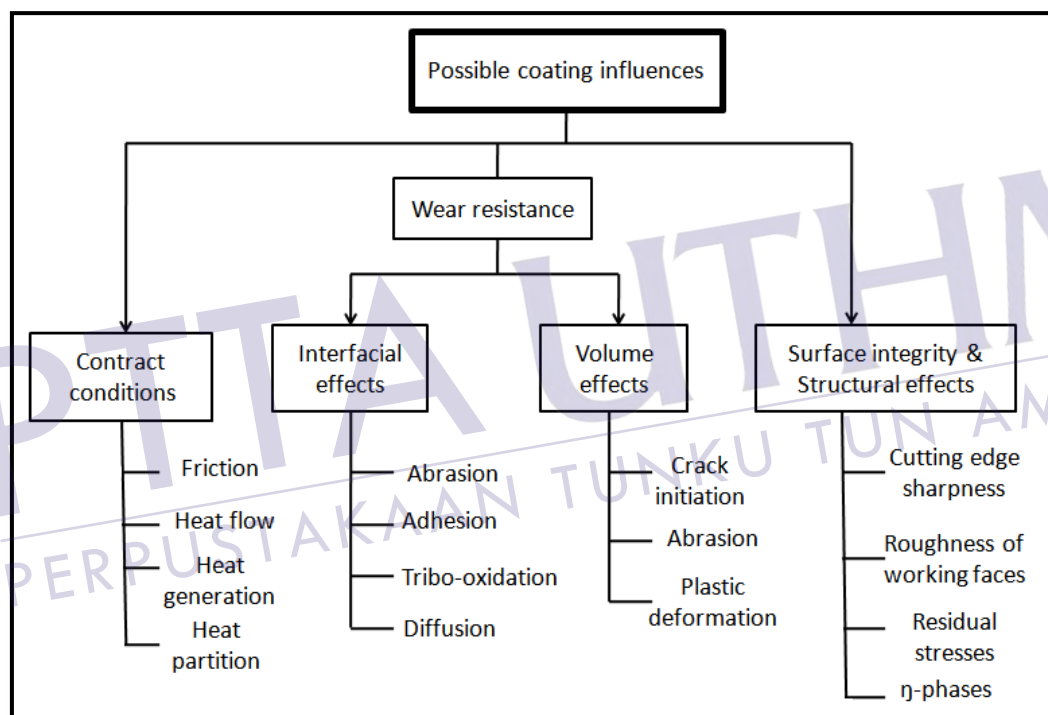 Possible coating influences
Wear resistance
Contract
conditions
Friction
Heat flow
Heat
generation
Heat
partition
Interfacial
effects
Abrasion
Adhesion
Tribo-oxidation
Diffusion
Volume
effects
Crack
initiation
Abrasion
Plastic
deformation
Surface integrity &
Structural effects
Cutting edge
sharpness
Roughness of
working faces
Residual
stresses
ŋ-phases
PTTA UTHM
PERPUSTAKAAN TUNKU TUN AM